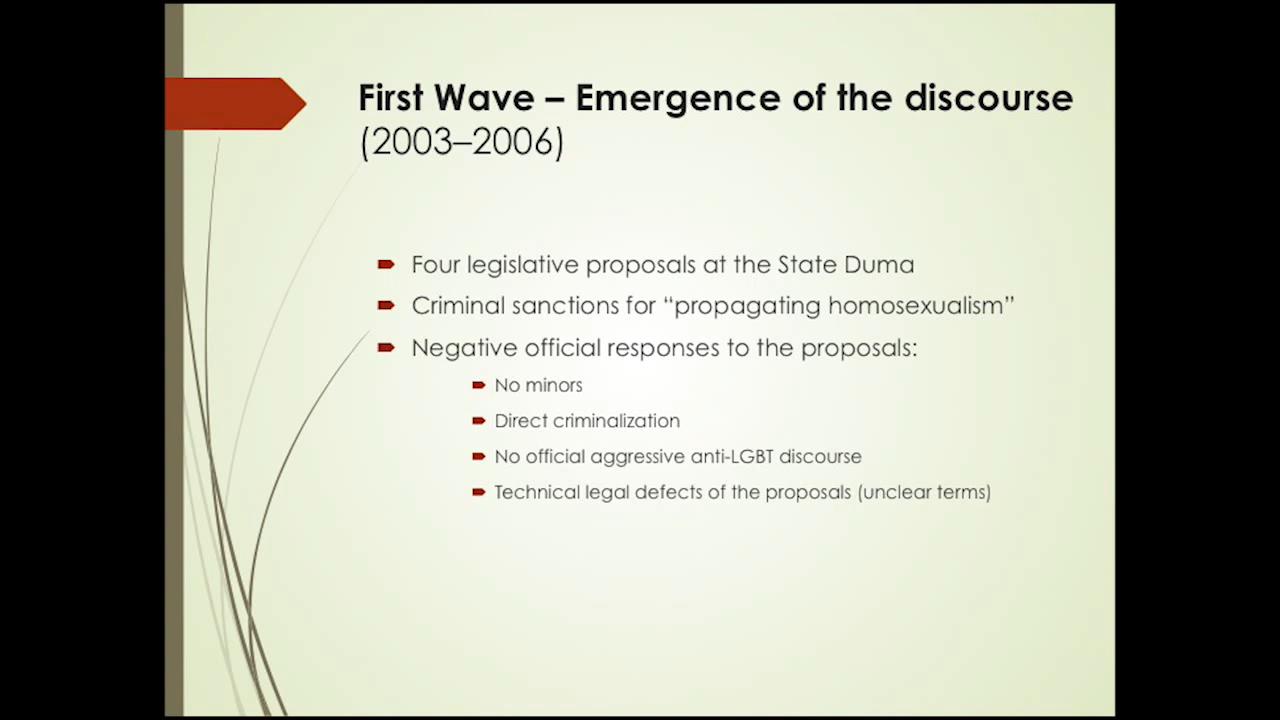 First Wave – Emergence of the discourse
(2003–2006)
Four legislative proposals at the State Duma
Criminal sanctions for “propagating homosexualism”
Negative official responses to the proposals:
No minors
Direct criminalization
No official aggressive anti-LGBT discourse
Technical legal defects of the proposals (unclear terms)